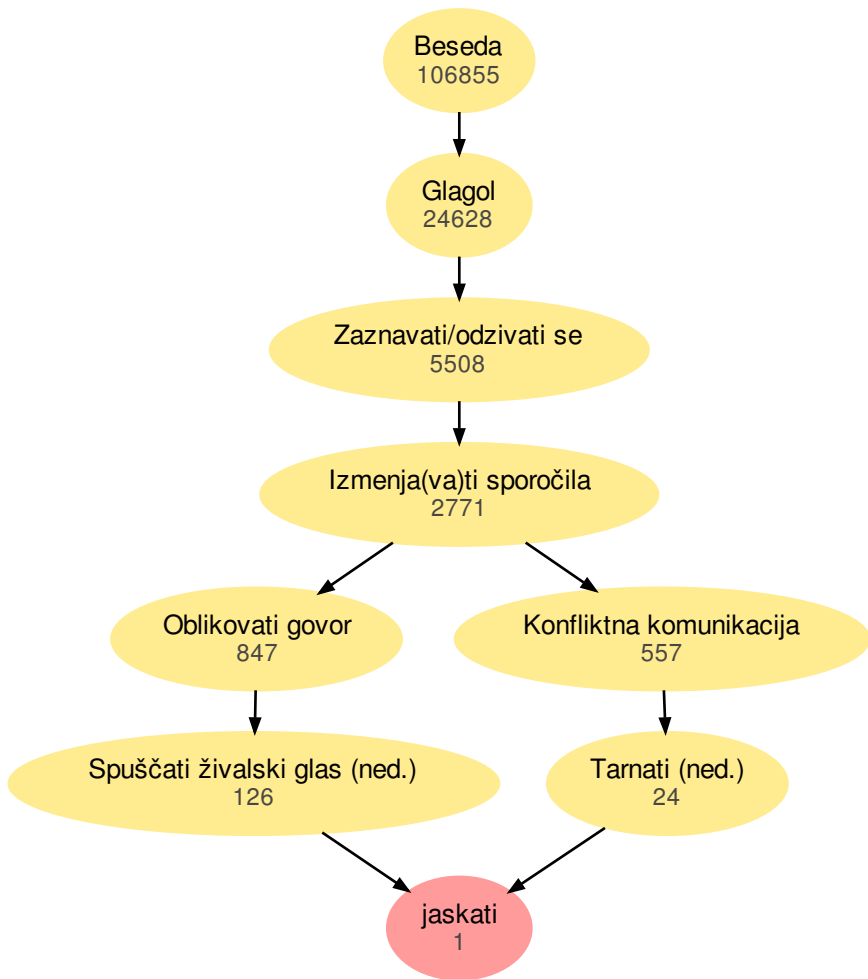 Beseda
106855
Glagol
24628
Zaznavati/odzivati se
5508
Izmenja(va)ti sporočila
2771
Oblikovati govor
847
Konfliktna komunikacija
557
Spuščati živalski glas (ned.)
126
Tarnati (ned.)
24
jaskati
1